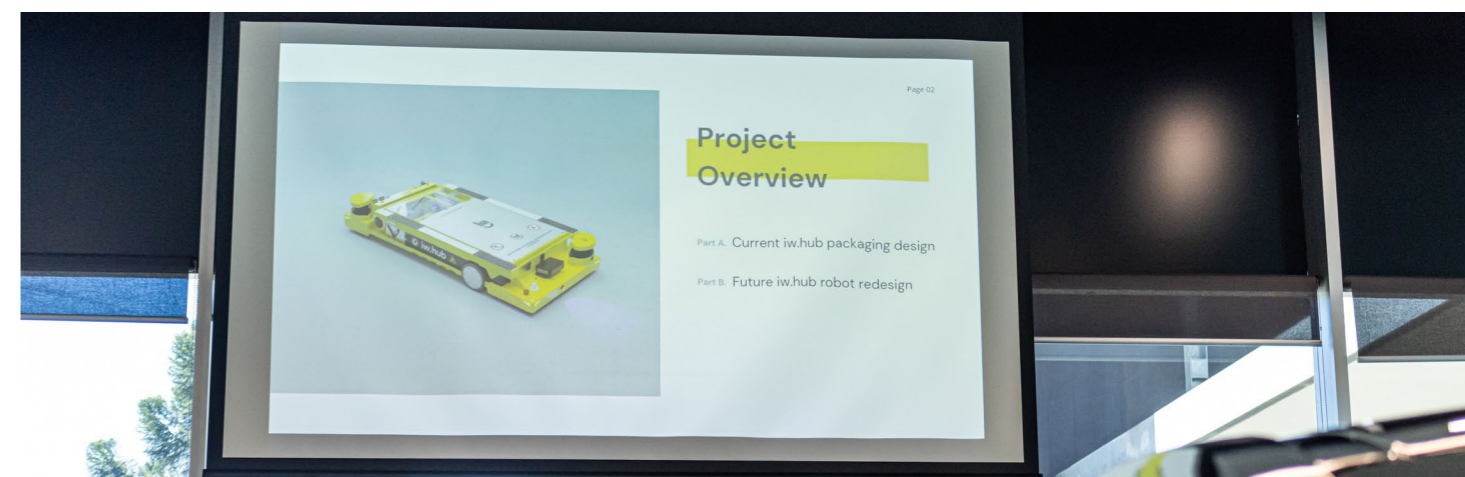 Page 02
Project
Overview
Part A. Current iw.hub packaging design
Part B. Future iw.hub robot redesign
iw.hub